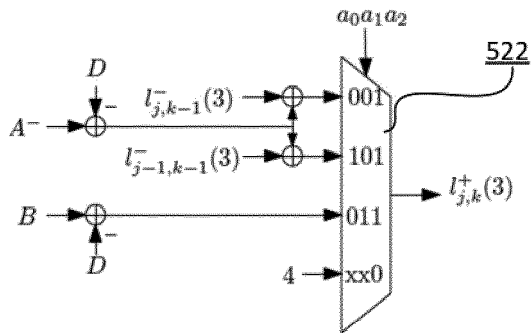 a₀a₁a₂
522
D
l⁻j,k−1(3)
001
−
A⁻
l⁻j−1,k−1(3)
101
l⁺j,k(3)
B
011
−
D
4
xx0